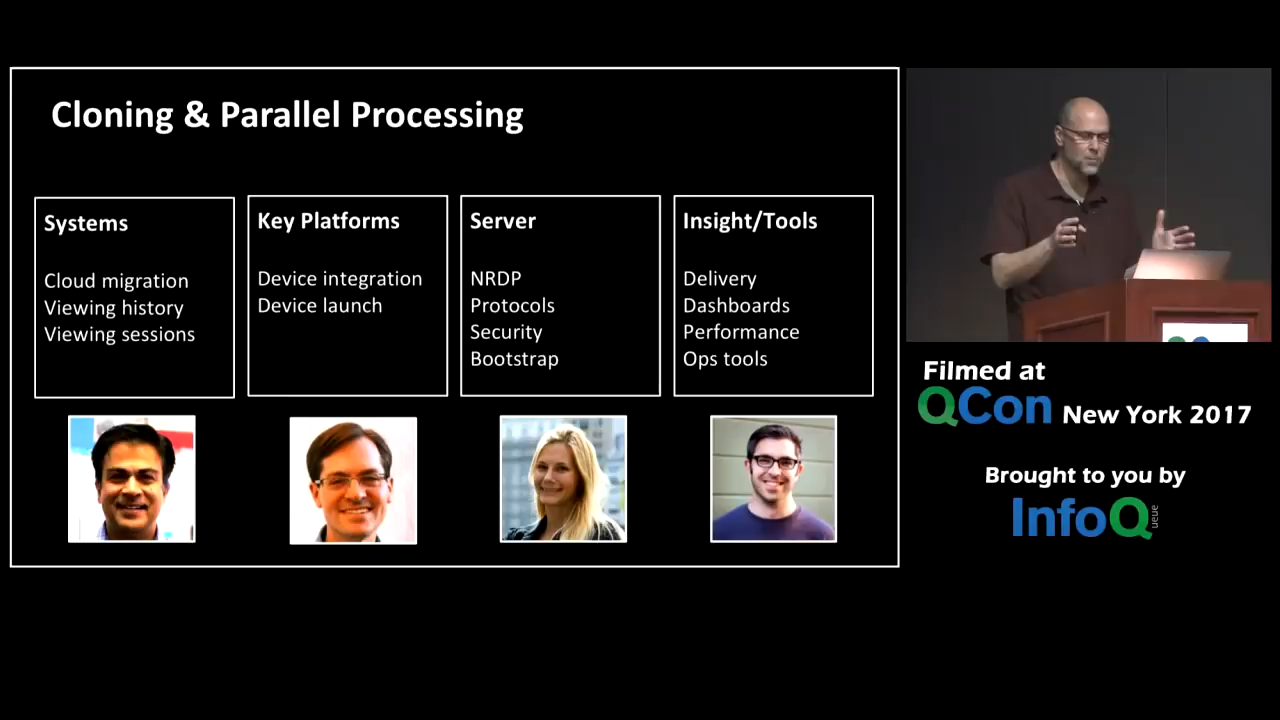 Cloning & Parallel Processing
Systems
Cloud migration
Viewing history
Viewing sessions
Key Platforms
Device integration
Device launch
Server
NRDP
Protocols
Security
Bootstrap
Insight/Tools
Delivery
Dashboards
Performance
Ops tools
Filmed at
QCon New York 2017
Brought to you by
InfoQ
ueue